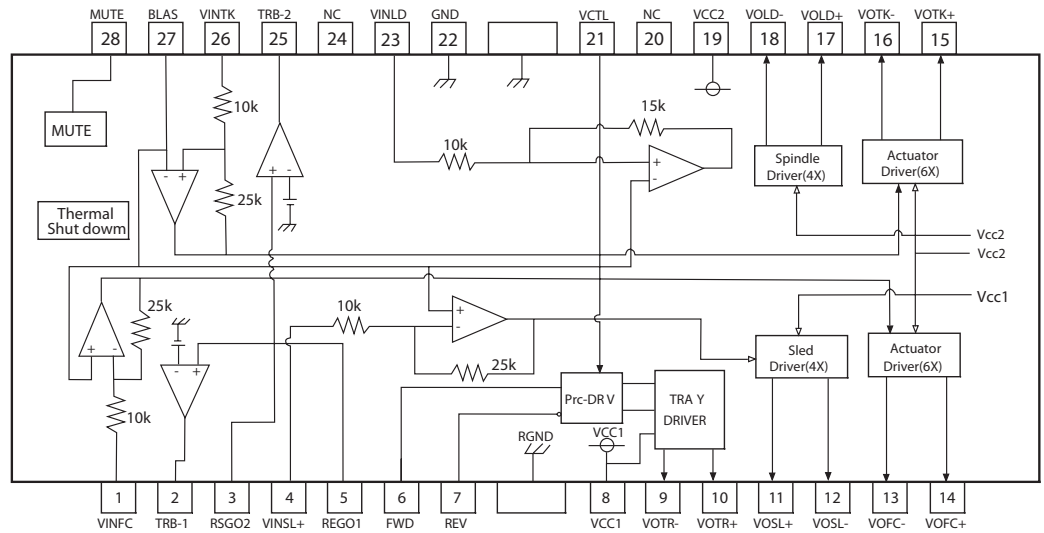 MUTE BLAS VINTK TRB-2 NC VINLD GND VCTL NC VCC2 VOLD- VOLD+ VOTK- VOTK+
28 27 26 25 24 23 22 21 20 19 18 17 16 15
10k
15k
MUTE
10k
+ -
+
-
Spindle
Driver(4X)
Actuator
Driver(6X)
- +
25k
Thermal
Shut down
Vcc2
Vcc2
25k
10k
Vcc1
+
-
+ -
Sled
Driver(4X)
Actuator
Driver(6X)
- +
25k
Prc-DR V
TRA Y
DRIVER
10k
RGND
VCC1
1 2 3 4 5 6 7 8 9 10 11 12 13 14
VINFC TRB-1 RSGO2 VINSL+ REGO1 FWD REV VCC1 VOTR- VOTR+ VOSL+ VOSL- VOFC- VOFC+